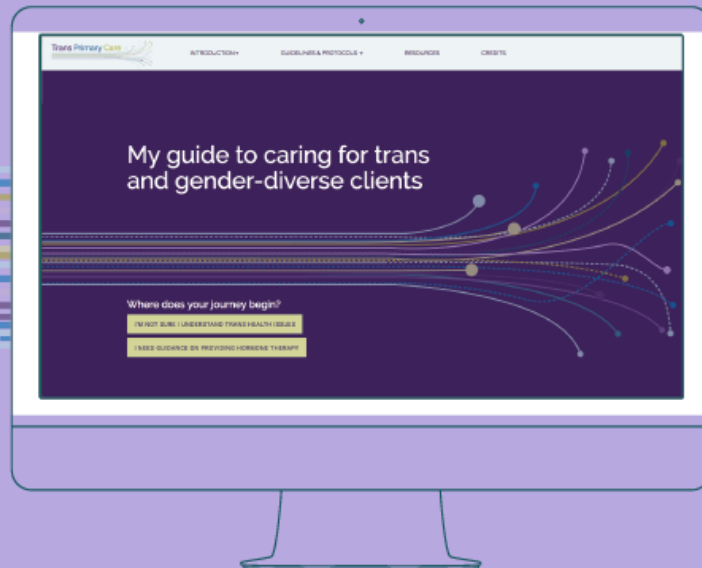 Trans Primary Care
INTRODUCTION
GUIDELINES & PROTOCOLS
RESOURCES
CREDITS
My guide to caring for trans
and gender-diverse clients
Where does your journey begin?
I'M NOT SURE I UNDERSTAND TRANS HEALTH ISSUES
I NEED GUIDANCE ON PROVIDING HORMONE THERAPY